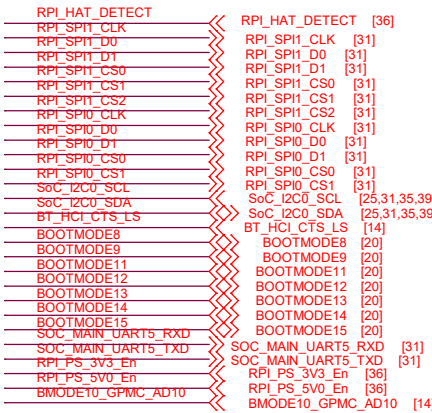 RPI_HAT_DETECT RPI_HAT_DETECT [36]
RPI_SPI1_CLK RPI_SPI1_CLK [31]
RPI_SPI1_D0 RPI_SPI1_D0 [31]
RPI_SPI1_D1 RPI_SPI1_D1 [31]
RPI_SPI1_CS0 RPI_SPI1_CS0 [31]
RPI_SPI1_CS1 RPI_SPI1_CS1 [31]
RPI_SPI1_CS2 RPI_SPI1_CS2 [31]
RPI_SPI0_CLK RPI_SPI0_CLK [31]
RPI_SPI0_D0 RPI_SPI0_D0 [31]
RPI_SPI0_D1 RPI_SPI0_D1 [31]
RPI_SPI0_CS0 RPI_SPI0_CS0 [31]
RPI_SPI0_CS1 RPI_SPI0_CS1 [31]
SoC_I2C0_SCL SoC_I2C0_SCL [25,31,35,39
SoC_I2C0_SDA SoC_I2C0_SDA [25,31,35,39
BT_HCI_CTS_LS BT_HCI_CTS_LS [14]
BOOTMODE8 BOOTMODE8 [20]
BOOTMODE9 BOOTMODE9 [20]
BOOTMODE11 BOOTMODE11 [20]
BOOTMODE12 BOOTMODE12 [20]
BOOTMODE13 BOOTMODE13 [20]
BOOTMODE14 BOOTMODE14 [20]
BOOTMODE15 BOOTMODE15 [20]
SOC_MAIN_UART5_RXD SOC_MAIN_UART5_RXD [31]
SOC_MAIN_UART5_TXD SOC_MAIN_UART5_TXD [31]
RPI_PS_3V3_En RPI_PS_3V3_En [36]
RPI_PS_5V0_En RPI_PS_5V0_En [36]
BMODE10_GPMC_AD10 BMODE10_GPMC_AD10 [14